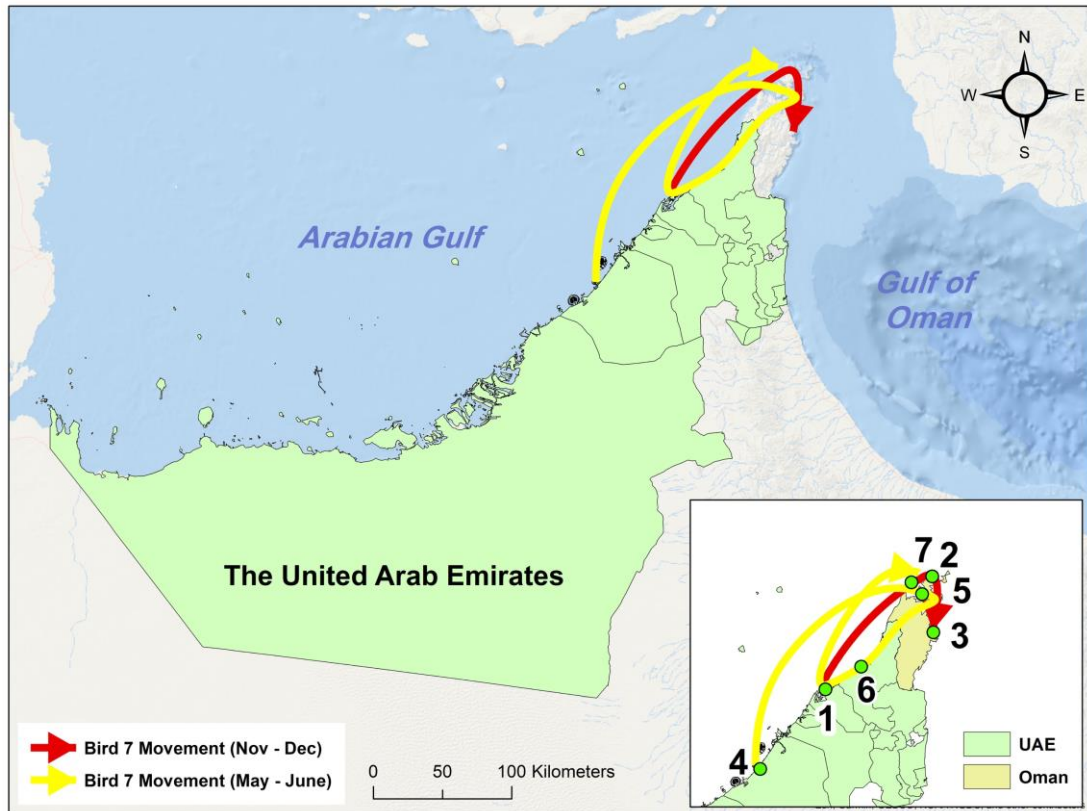 N
W E
S
Arabian Gulf
Gulf of
Oman
The United Arab Emirates
Bird 7 Movement (Nov - Dec)
Bird 7 Movement (May - June)
0 50 100 Kilometers
7 2
5
3
6
1
4
UAE
Oman